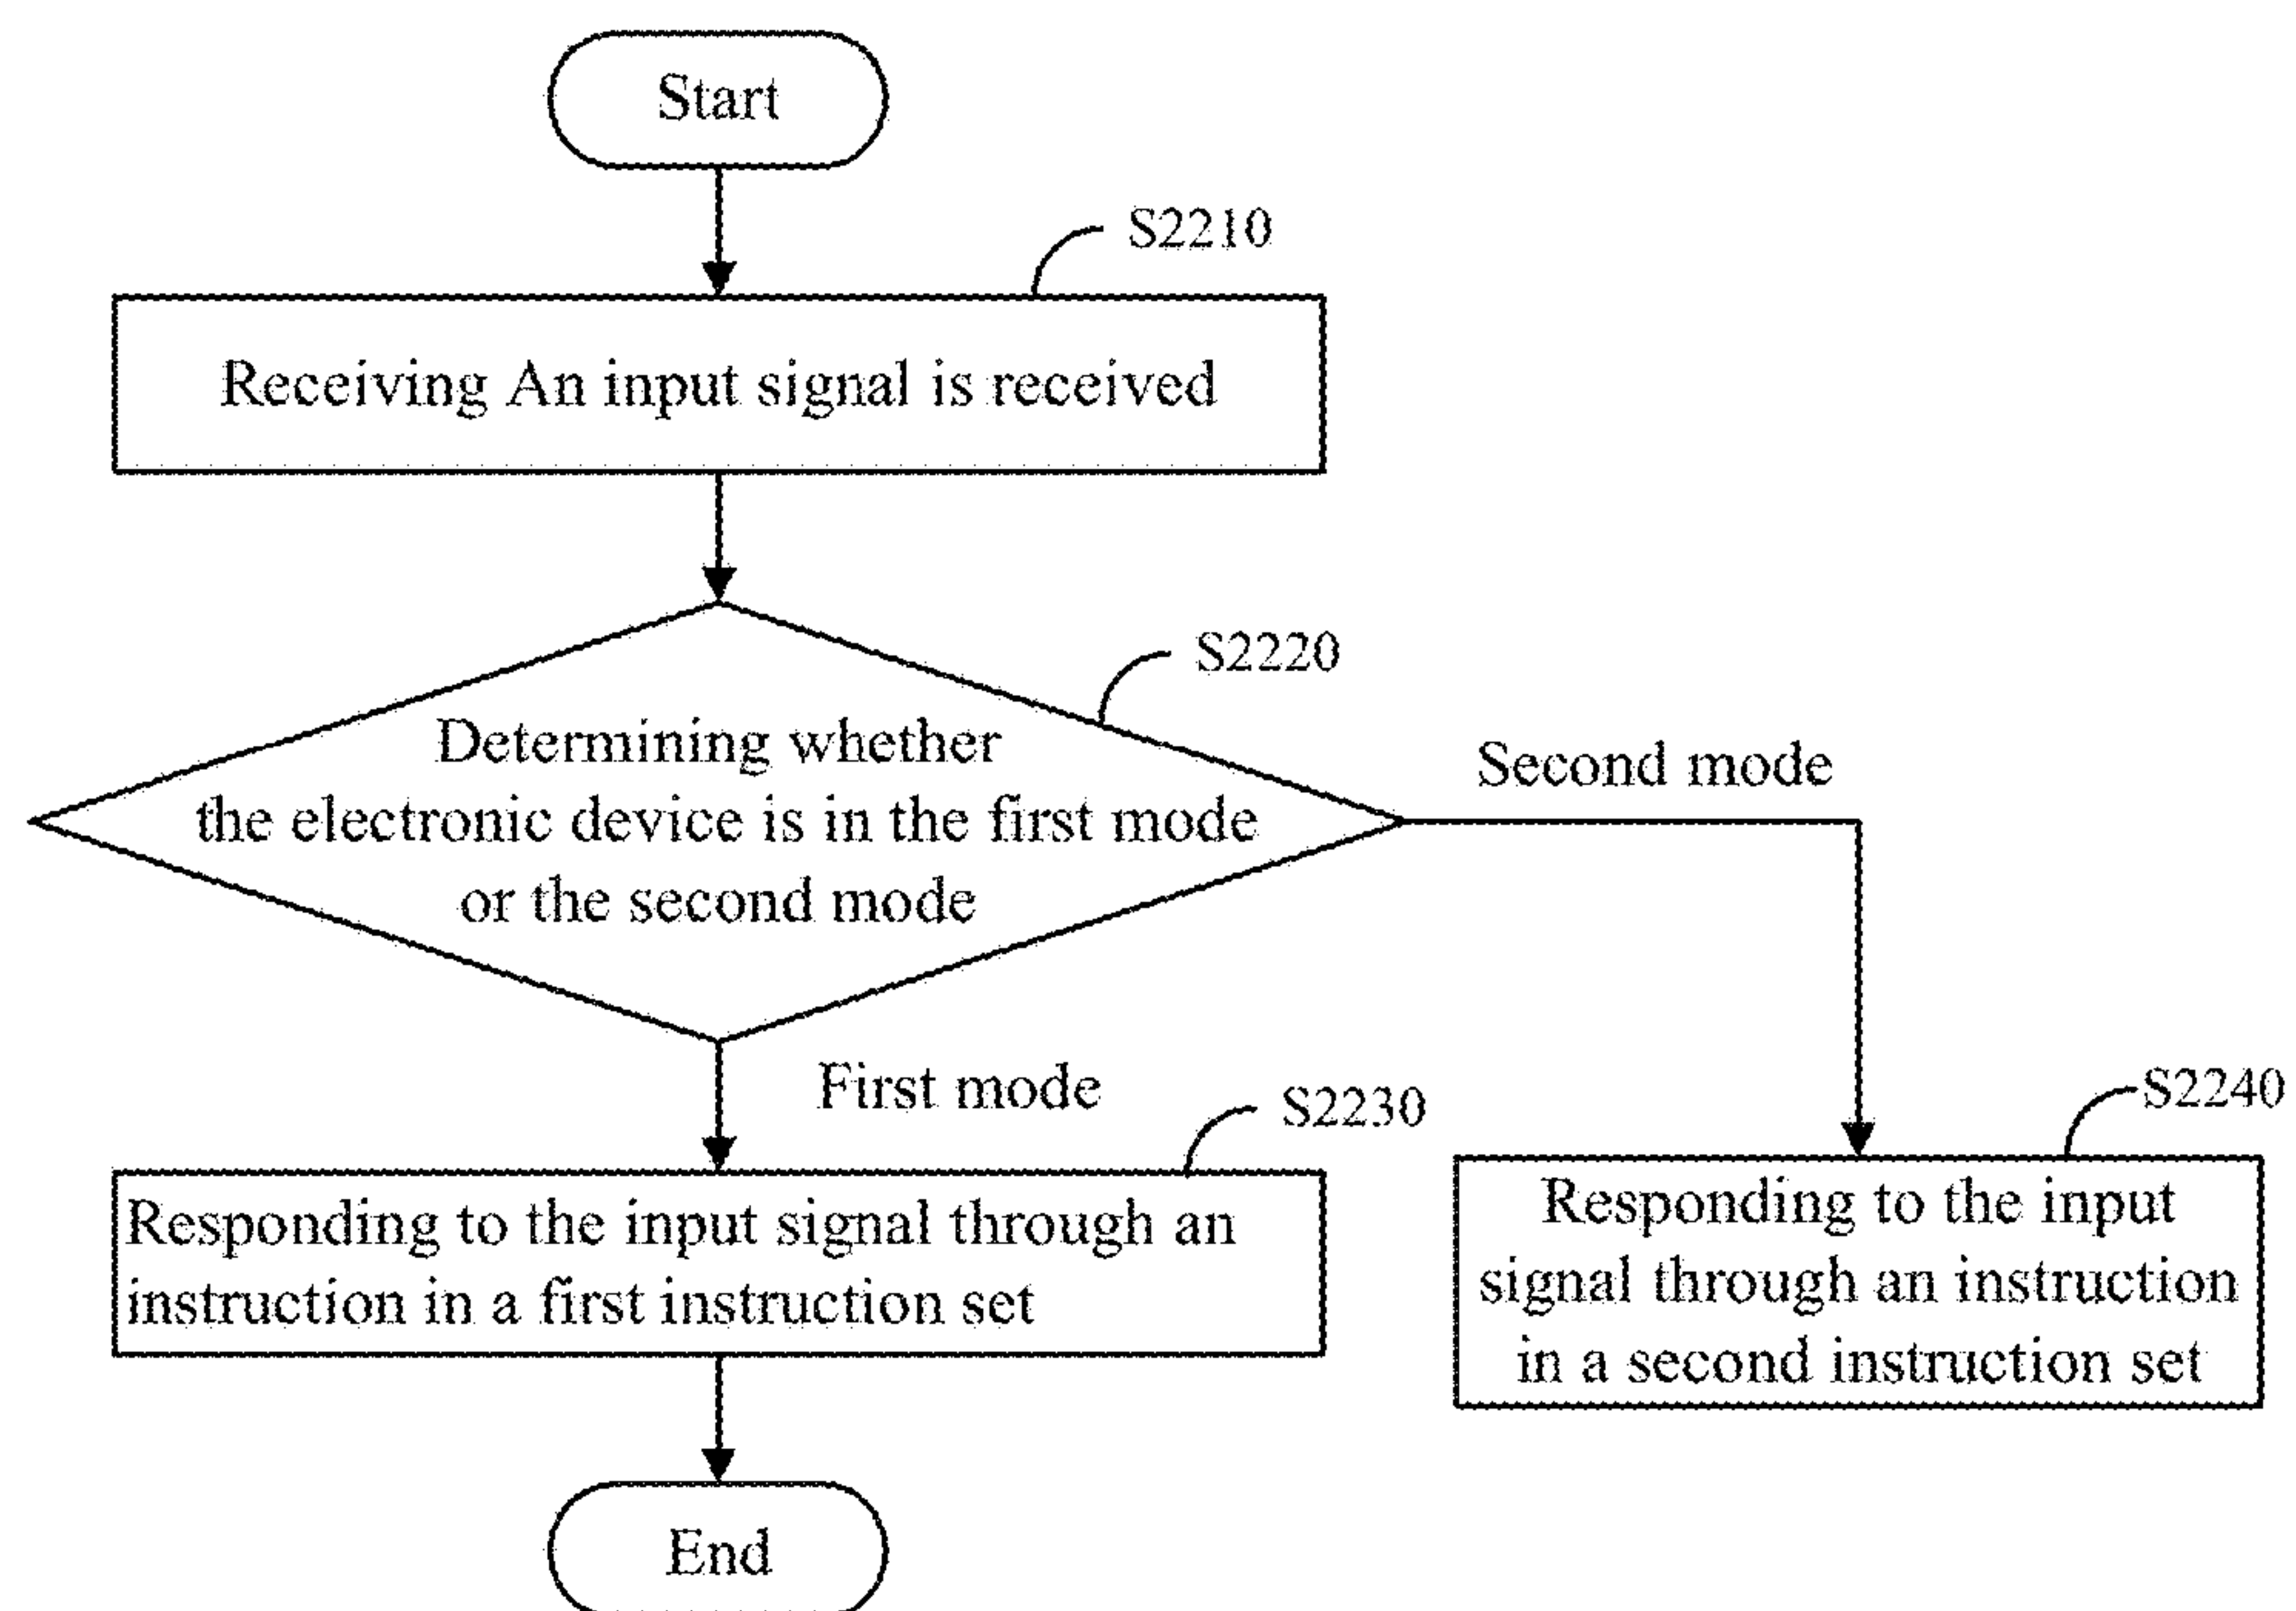 Start
S2210
Receiving An input signal is received
S2220
Determining whether
the electronic device is in the first mode
or the second mode
Second mode
First mode
S2230
Responding to the input signal through an
instruction in a first instruction set
S2240
Responding to the input
signal through an instruction
in a second instruction set
End